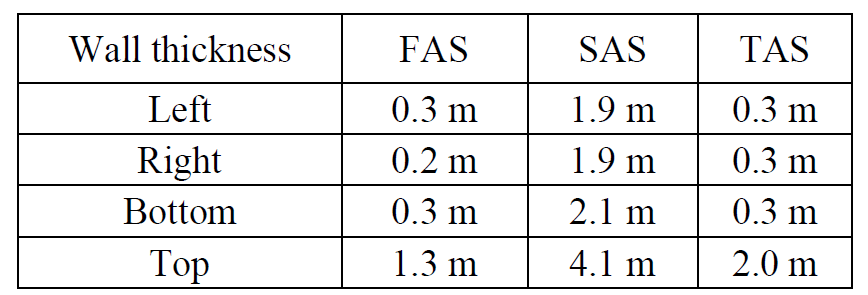 Wall thickness FAS SAS TAS
Left 0.3 m 1.9 m 0.3 m
Right 0.2 m 1.9 m 0.3 m
Bottom 0.3 m 2.1 m 0.3 m
Top 1.3 m 4.1 m 2.0 m